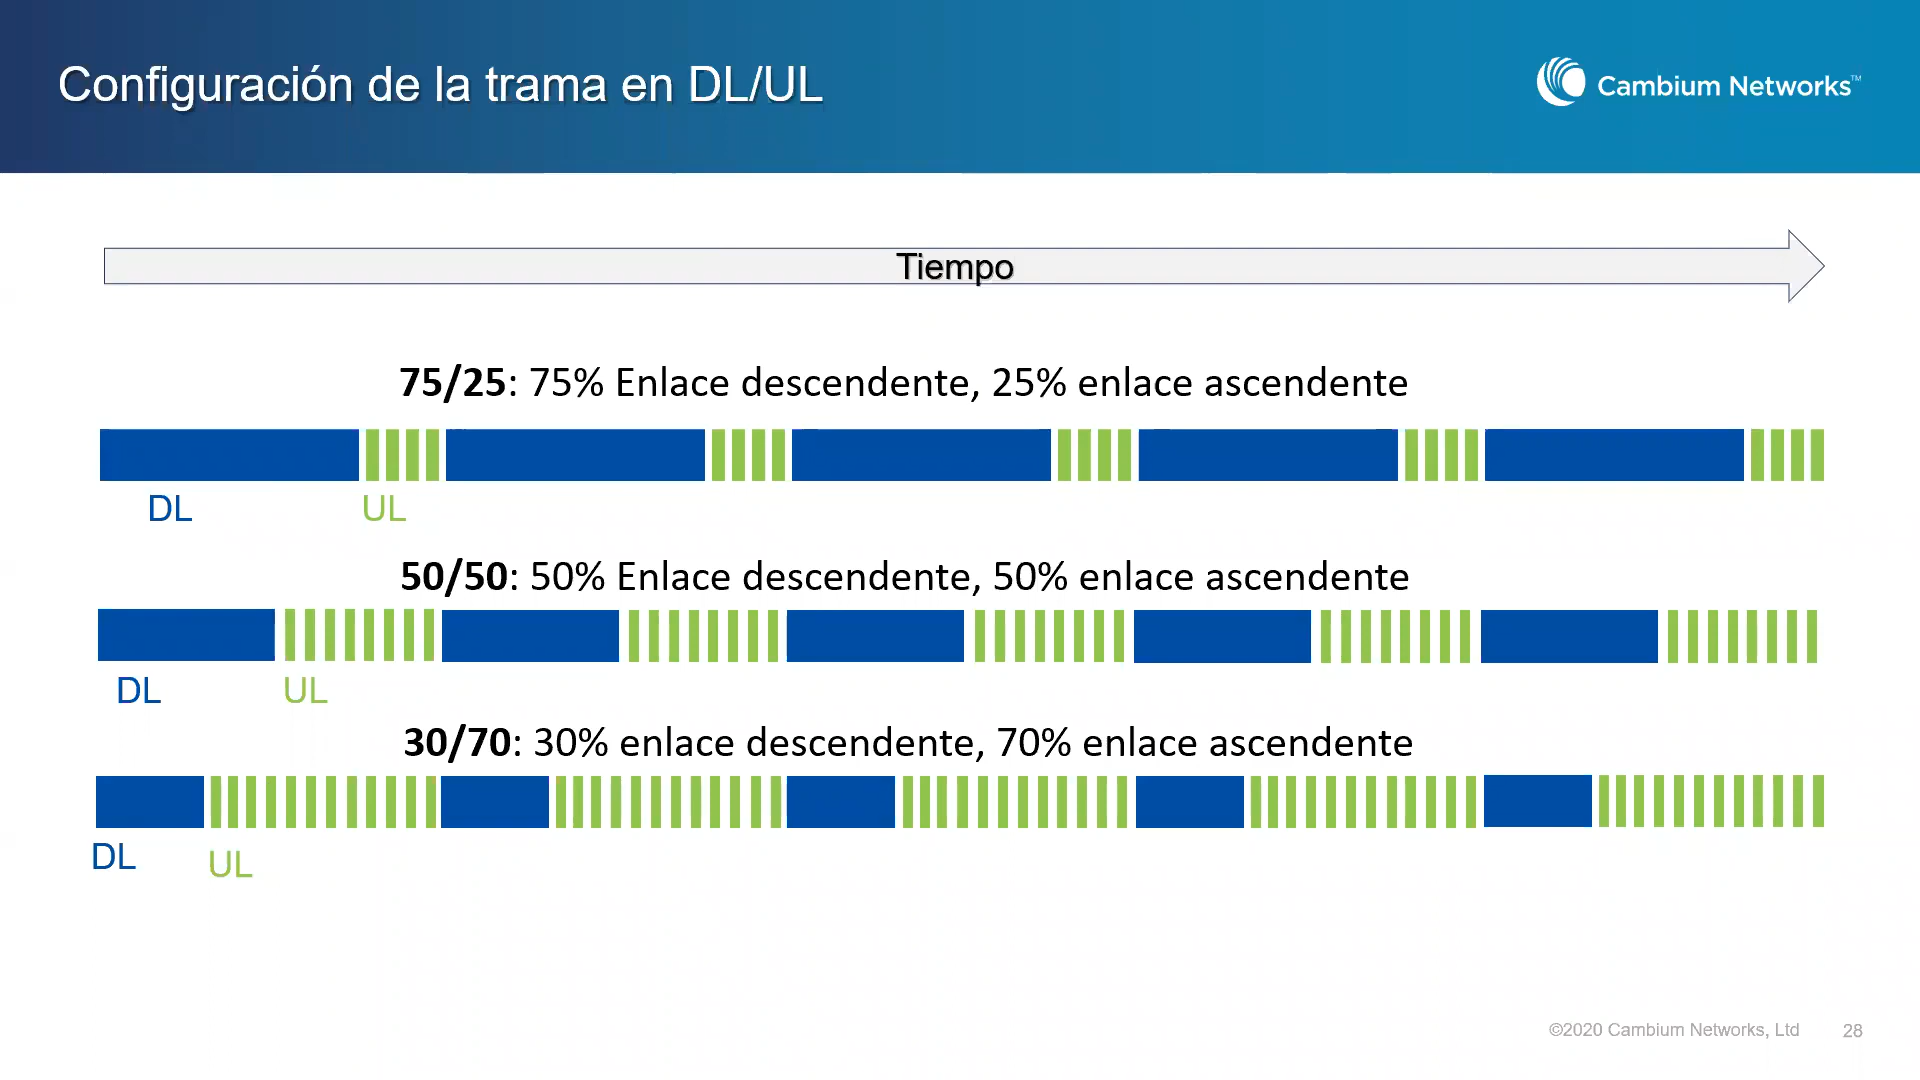 Configuración de la trama en DL/UL
Cambium Networks™
Tiempo
75/25: 75% Enlace descendente, 25% enlace ascendente
DL UL
50/50: 50% Enlace descendente, 50% enlace ascendente
DL UL
30/70: 30% enlace descendente, 70% enlace ascendente
DL UL
©2020 Cambium Networks, Ltd 28